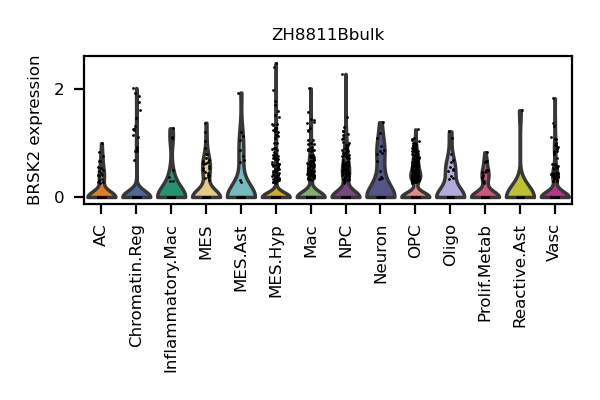 ZH8811Bbulk
BRSK2 expression
2
0
AC
Chromatin.Reg
Inflammatory.Mac
MES
MES.Ast
MES.Hyp
Mac
NPC
Neuron
OPC
Oligo
Prolif.Metab
Reactive.Ast
Vasc